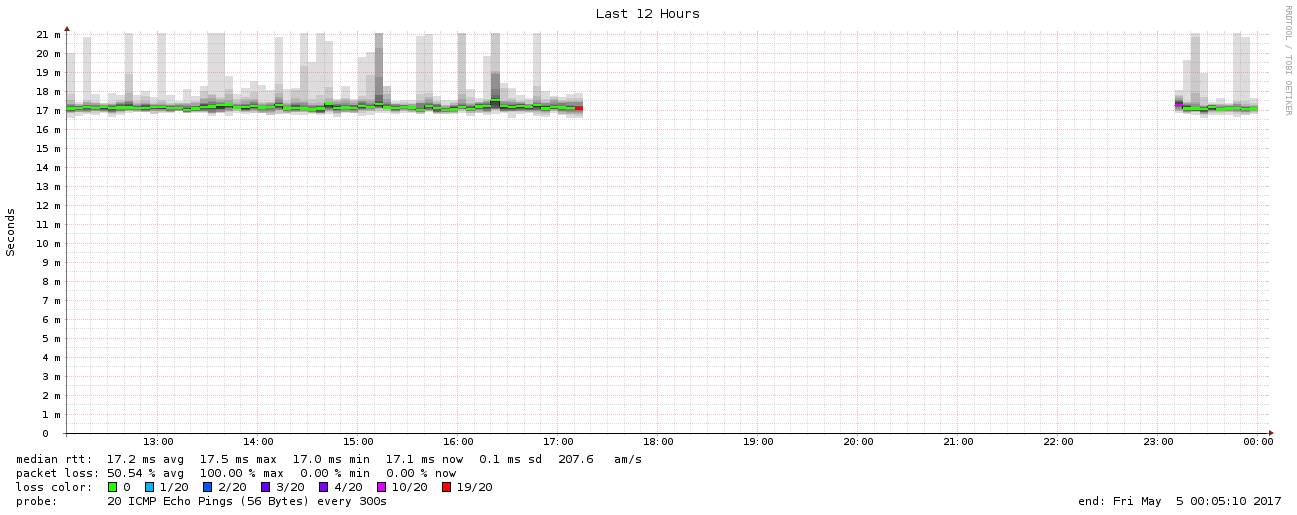 Last 12 Hours
RRDTOOL / TOBI OETIKER
Seconds
21 m
20 m
19 m
18 m
17 m
16 m
15 m
14 m
13 m
12 m
11 m
10 m
9 m
8 m
7 m
6 m
5 m
4 m
3 m
2 m
1 m
0
13:00 14:00 15:00 16:00 17:00 18:00 19:00 20:00 21:00 22:00 23:00 00:00
median rtt: 17.2 ms avg 17.5 ms max 17.0 ms min 17.1 ms now 0.1 ms sd 207.6 am/s
packet loss: 50.54 % avg 100.00 % max 0.00 % min 0.00 % now
loss color: 0 1/20 2/20 3/20 4/20 10/20 19/20
probe: 20 ICMP Echo Pings (56 Bytes) every 300s end: Fri May 5 00:05:10 2017